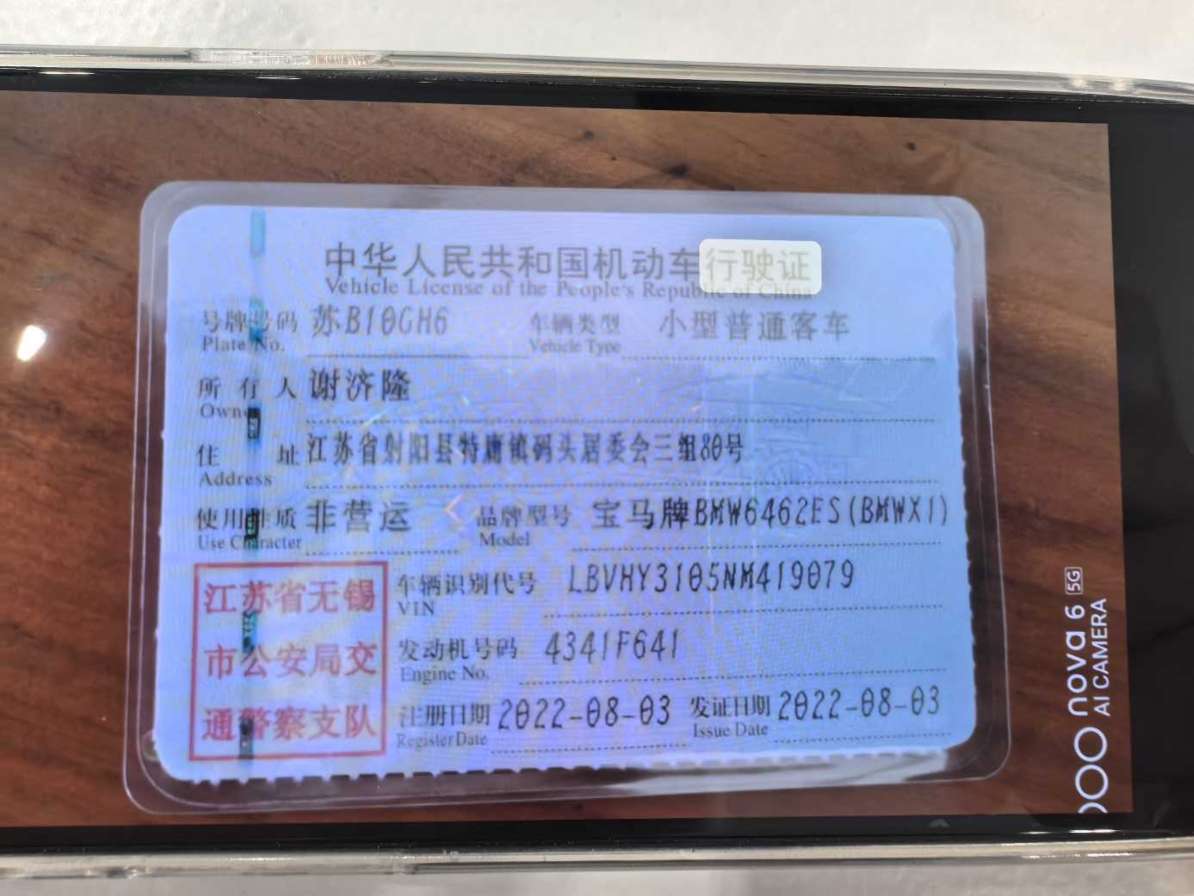 中华人民共和国机动车行驶证
Vehicle License of the People's Republic of China
号牌号码 苏B10GH6 车辆类型 小型普通客车
Plate No. Vehicle Type
所有人 谢济隆
Owner
住址 江苏省射阳县特庸镇码头居委会三组80号
Address
使用性质 非营运 品牌型号 宝马牌BMW6462ES(BMWX1)
Use Character Model
江苏省无锡
市公安局交
通警察支队
车辆识别代号 LBVHY3105NM419079
VIN
发动机号码 4341F641
Engine No.
注册日期 2022-08-03 发证日期 2022-08-03
Register Date Issue Date
nova 6 5G
AI CAMERA